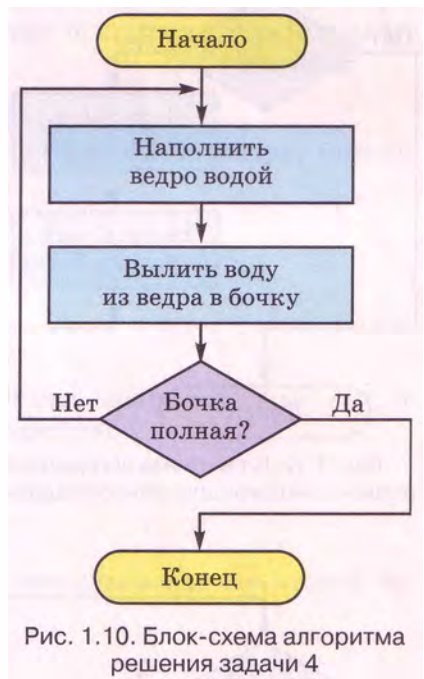 Начало
Наполнить
ведро водой
Вылить воду
из ведра в бочку
Нет
Бочка
полная?
Да
Конец
Рис. 1.10. Блок-схема алгоритма
решения задачи 4